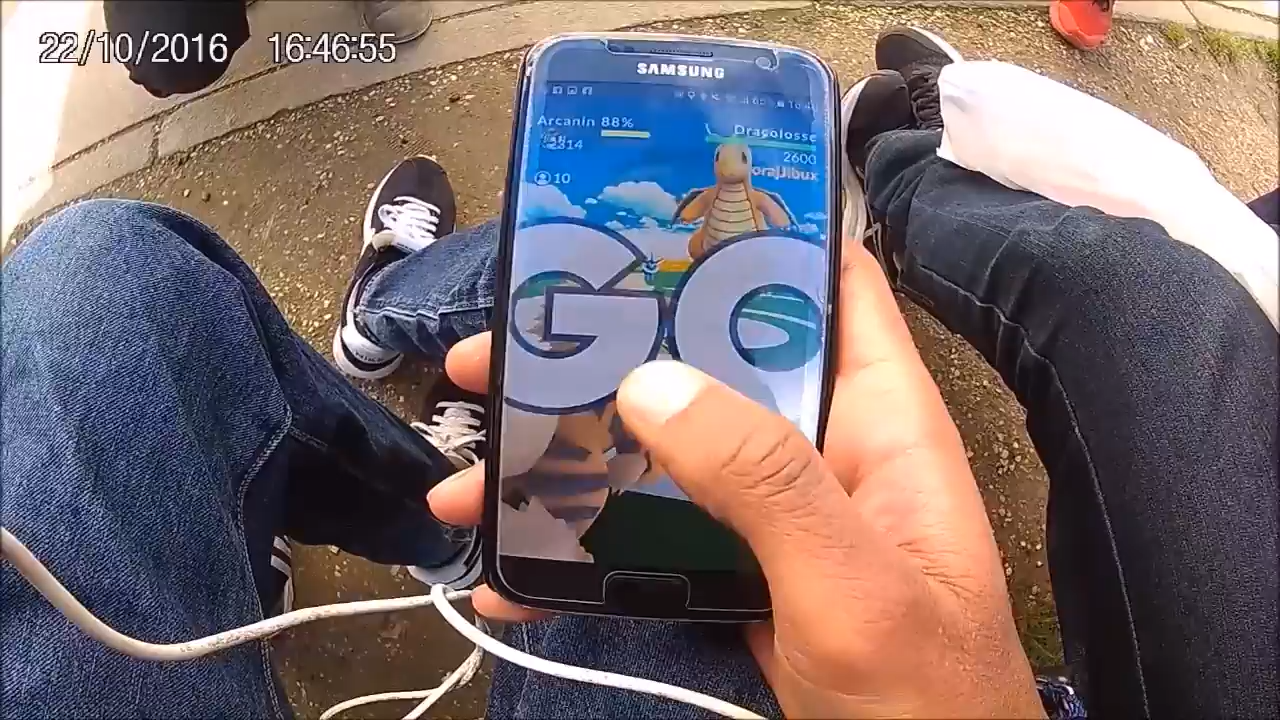 22/10/2016 16:46:55
SAMSUNG
Arcanin 88%
Dracolosse
2600
10
GO